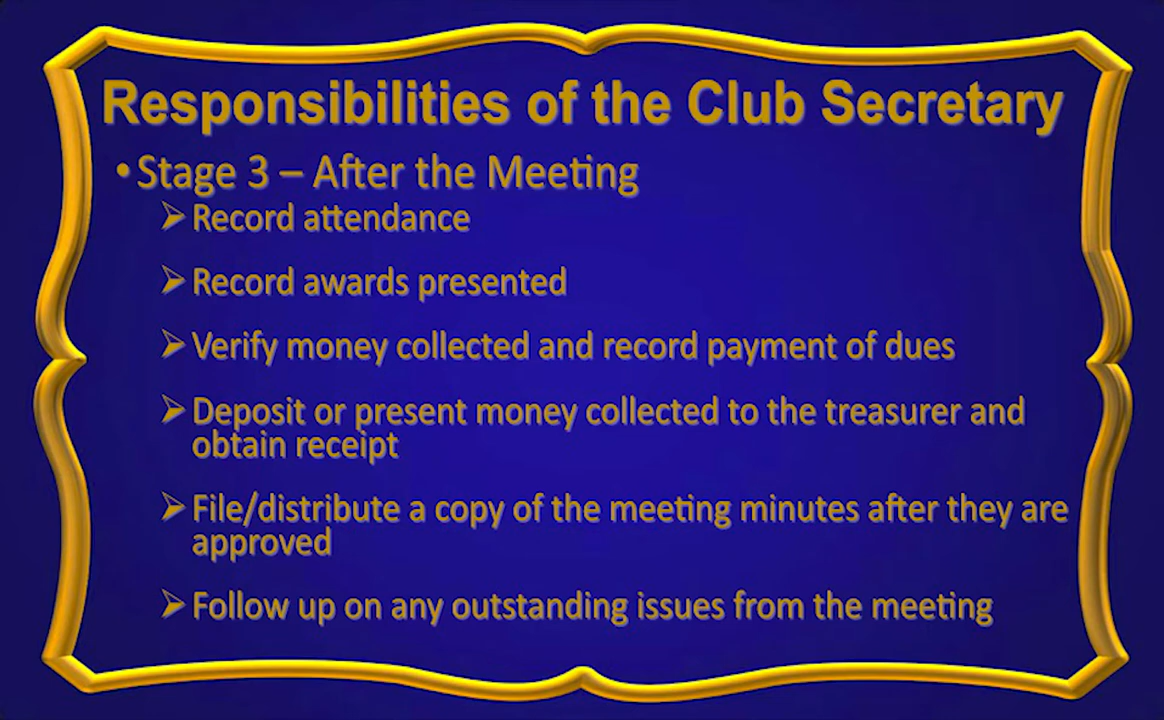 Responsibilities of the Club Secretary
•Stage 3 – After the Meeting
➢Record attendance
➢Record awards presented
➢Verify money collected and record payment of dues
➢Deposit or present money collected to the treasurer and
obtain receipt
➢File/distribute a copy of the meeting minutes after they are
approved
➢Follow up on any outstanding issues from the meeting